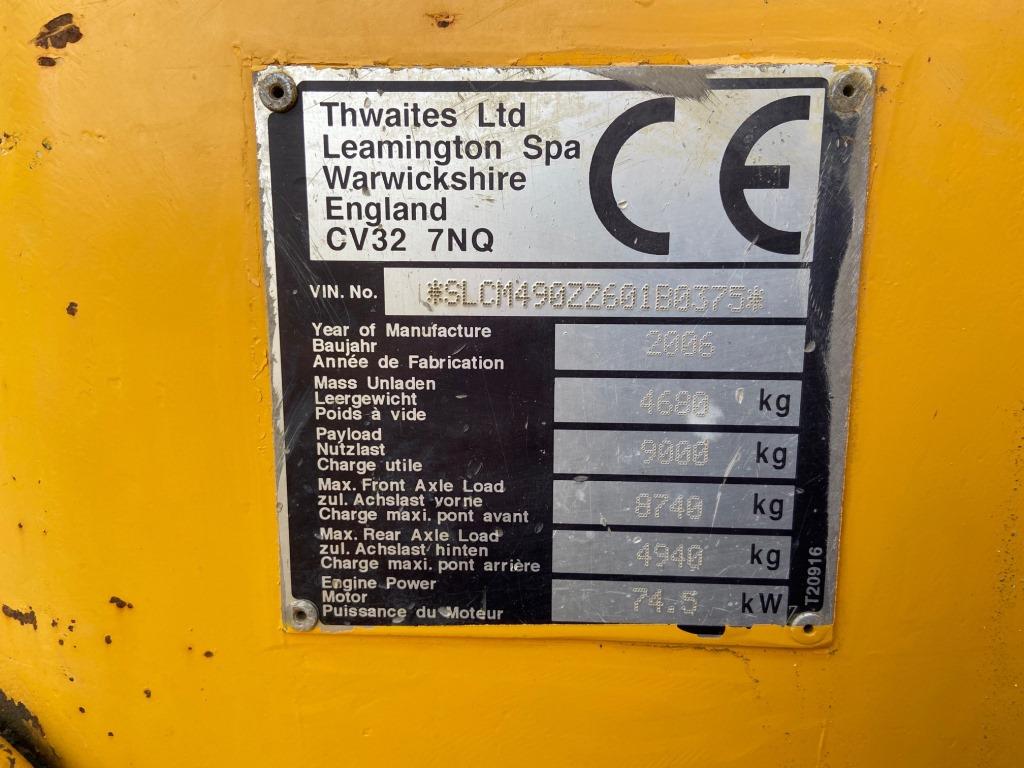 Thwaites Ltd
Leamington Spa
Warwickshire
England
CV32 7NQ
CE
VIN. No. *SLCM490ZZ601B0375*
Year of Manufacture
Baujahr
Année de Fabrication
2006
Mass Unladen
Leergewicht
Poids à vide
4680 kg
Payload
Nutzlast
Charge utile
9000 kg
Max. Front Axle Load
zul. Achslast vorne
Charge maxi. pont avant
8740 kg
Max. Rear Axle Load
zul. Achslast hinten
Charge maxi. pont arrière
4940 kg
Engine Power
Motor
Puissance du Moteur
74.5 kW
T20916